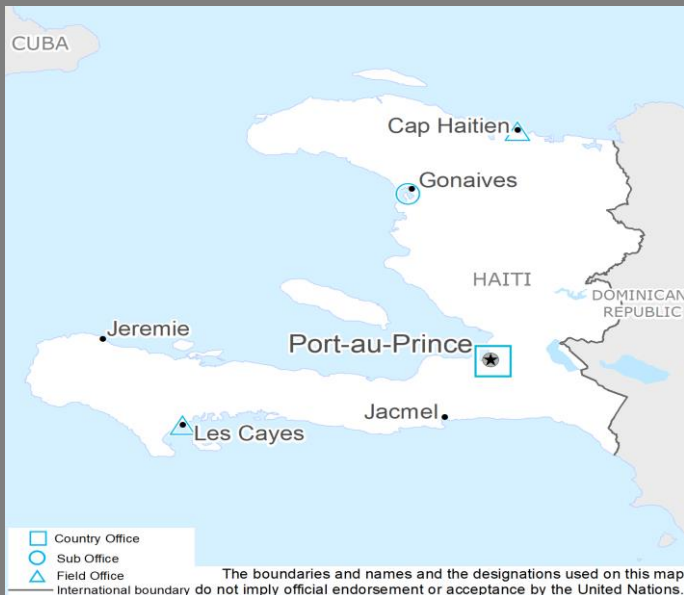 CUBA
Cap Haitien
Gonaives
HAITI
DOMINICAN
REPUBLIC
Jeremie
Port-au-Prince
Jacmel
Les Cayes
Country Office
Sub Office
Field Office
International boundary
The boundaries and names and the designations used on this map
do not imply official endorsement or acceptance by the United Nations.